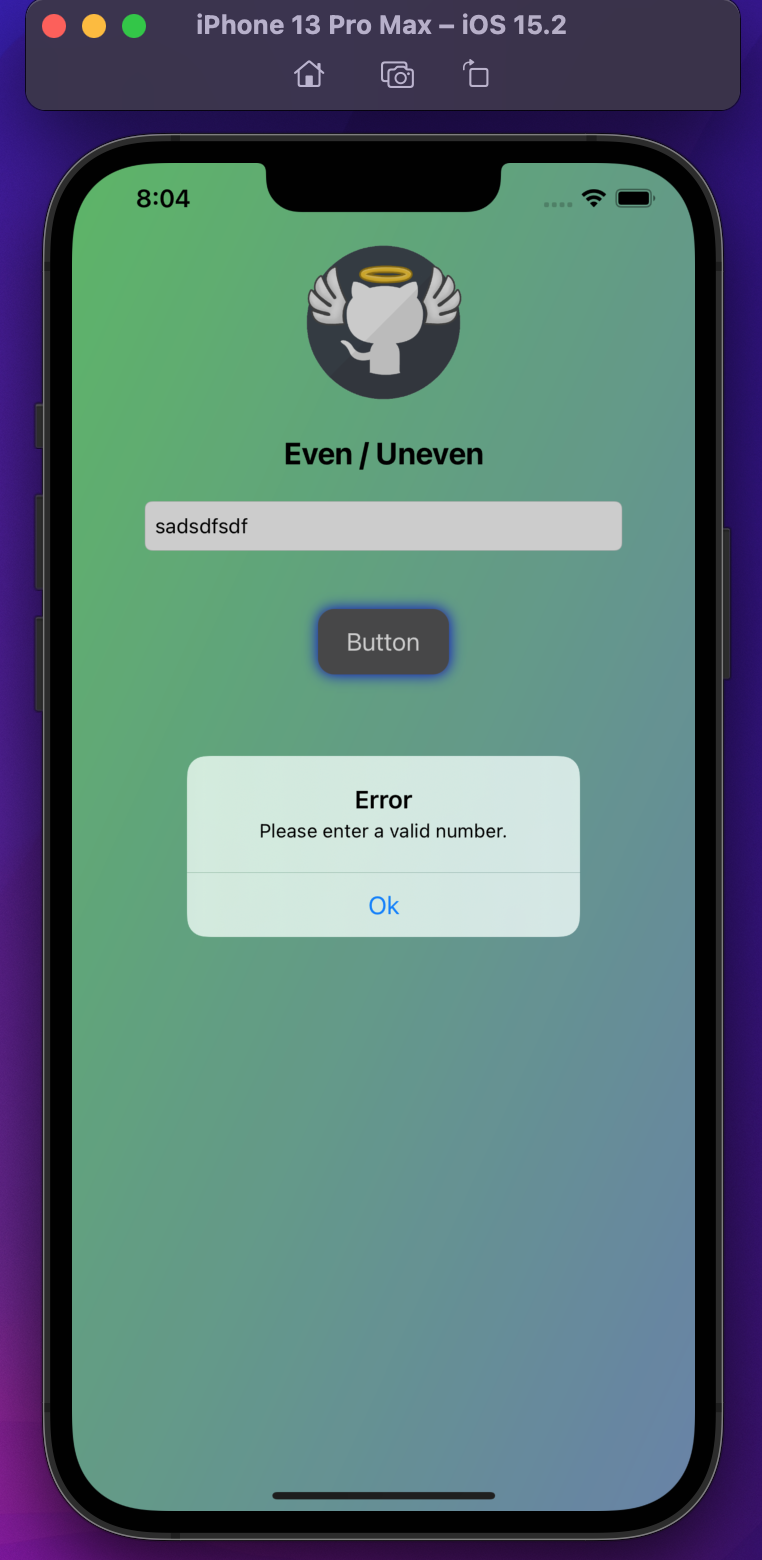 iPhone 13 Pro Max – iOS 15.2
8:04
Even / Uneven
sadsdfsdf
Button
Error
Please enter a valid number.
Ok